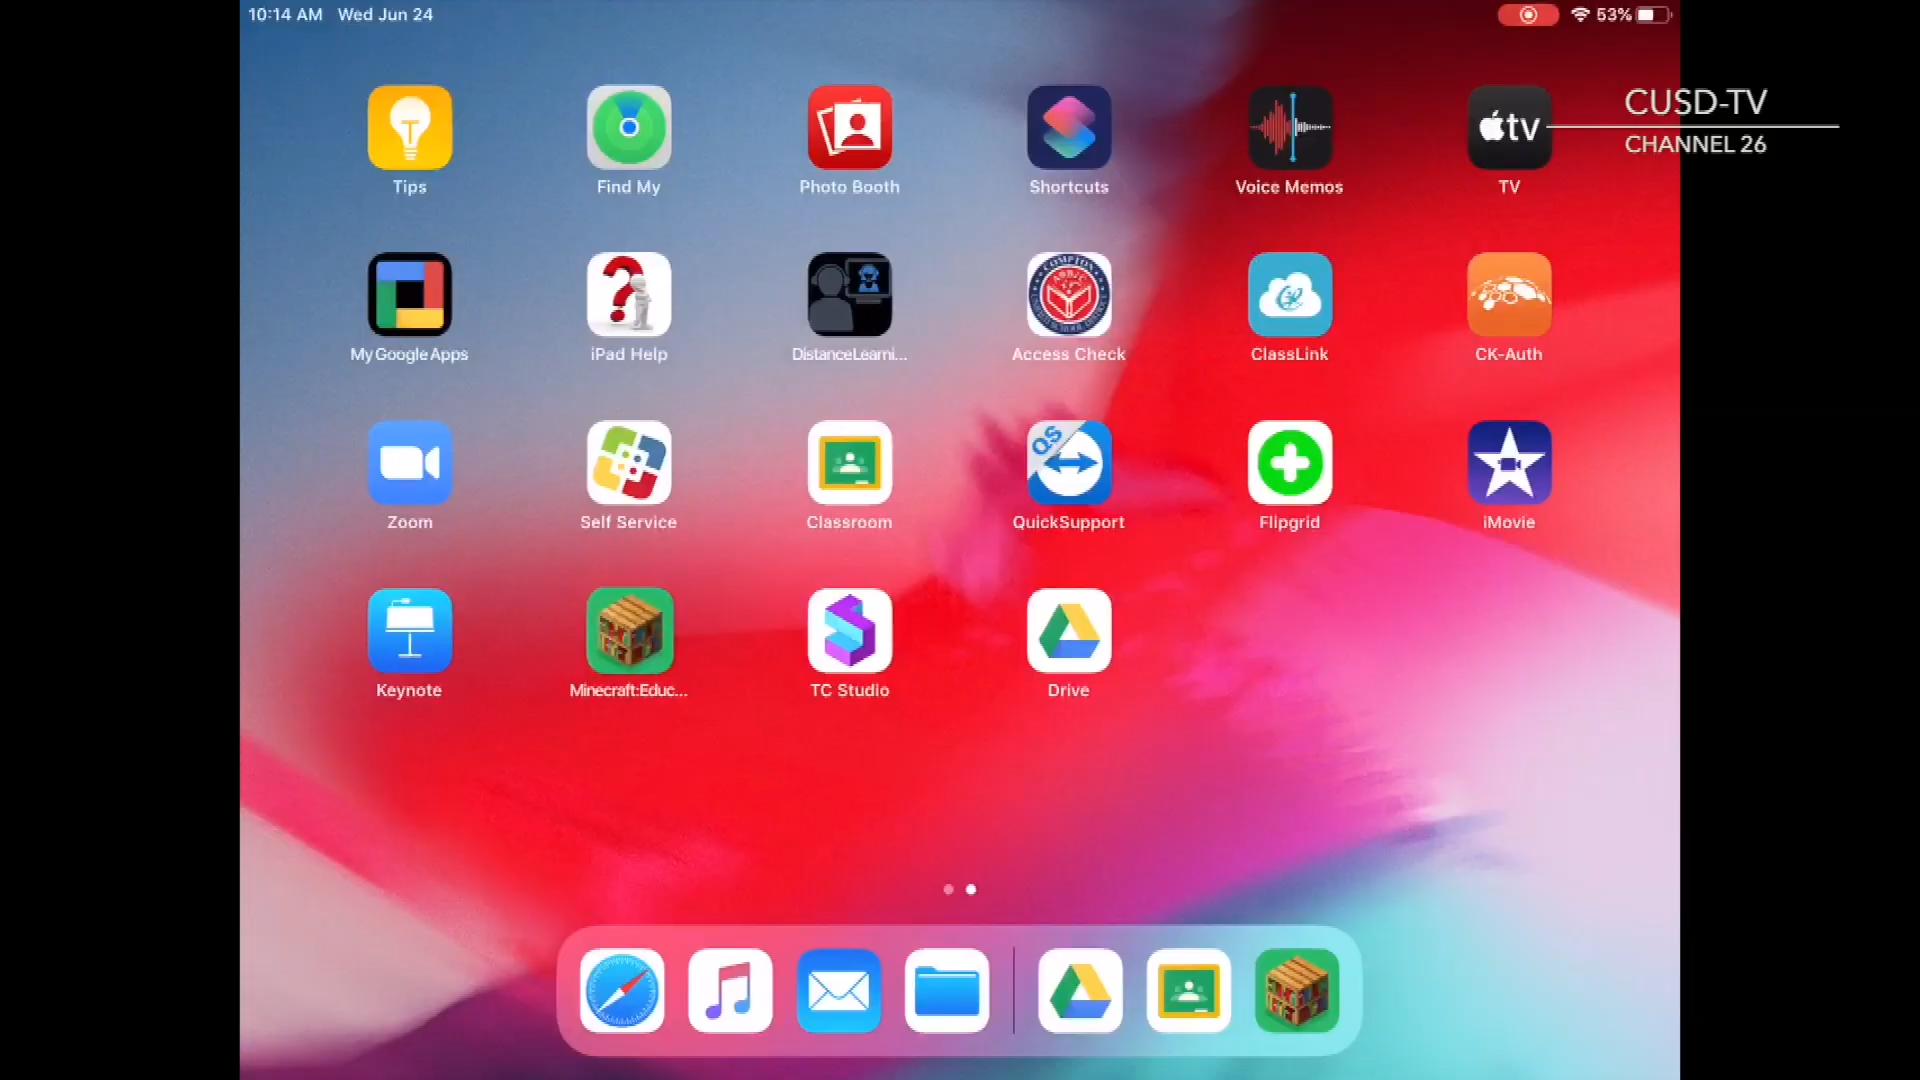 10:14 AM Wed Jun 24
53%
CUSD-TV
CHANNEL 26
tv
Tips
Find My
Photo Booth
Shortcuts
Voice Memos
TV
COMPTON
My Google Apps
iPad Help
DistanceLearni...
Access Check
ClassLink
CK-Auth
QS
Zoom
Self Service
Classroom
QuickSupport
Flipgrid
iMovie
Keynote
Minecraft: Educ...
TC Studio
Drive